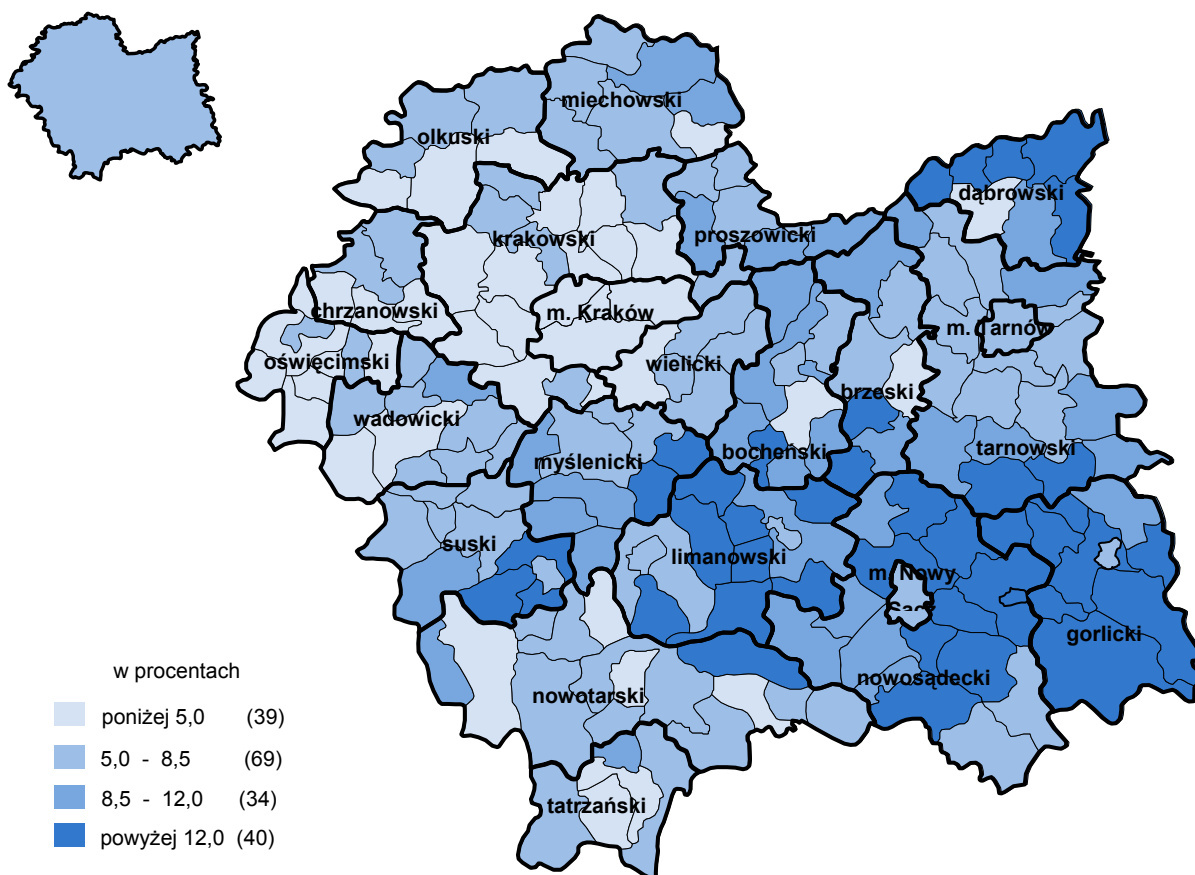 miechowski
olkuski
dąbrowski
krakowski
proszowicki
chrzanowski
m. Kraków
m. Tarnów
oświęcimski
wielicki
brzeski
wadowicki
bocheński
tarnowski
myślenicki
suski
limanowski
m. Nowy
Sącz
gorlicki
nowosądecki
nowotarski
tatrzański
w procentach
poniżej 5,0 (39)
5,0 - 8,5 (69)
8,5 - 12,0 (34)
powyżej 12,0 (40)